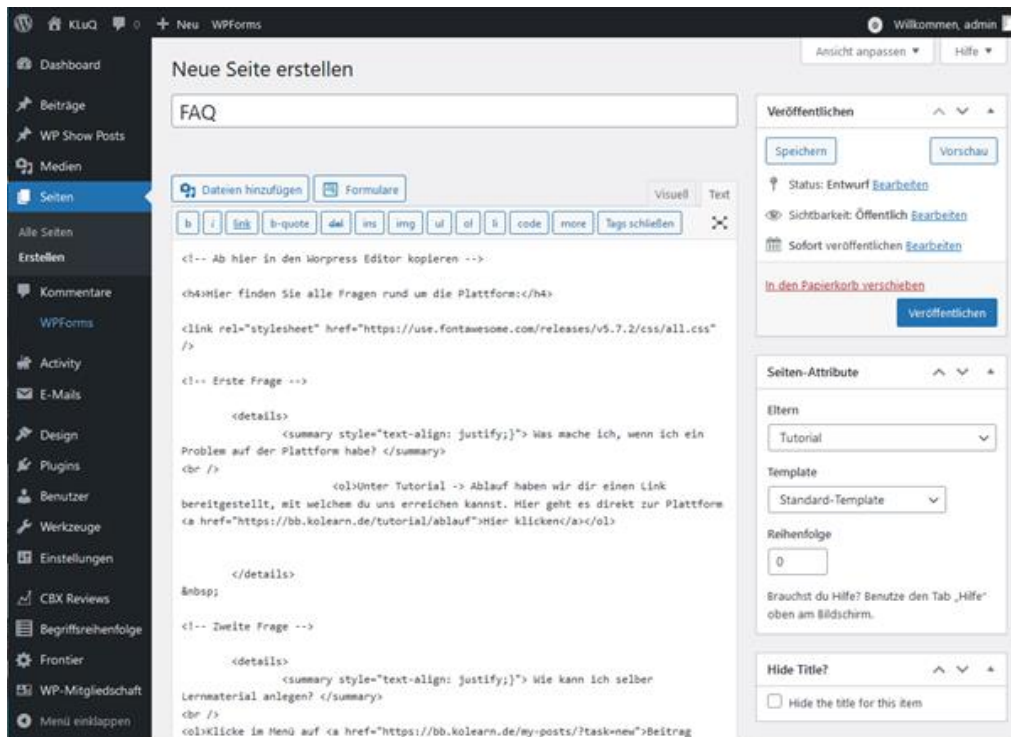 KLuQ 0 + Neu WPForms Willkommen, admin
Dashboard
Beiträge
WP Show Posts
Medien
Seiten
Alle Seiten
Erstellen
Kommentare
WPForms
Activity
E-Mails
Design
Plugins
Benutzer
Werkzeuge
Einstellungen
CBX Reviews
Begriffsreihenfolge
Frontier
WP-Mitgliedschaft
Menü einklappen
Ansicht anpassen Hilfe
Neue Seite erstellen
FAQ
Dateien hinzufügen Formulare
Visuell Text
b i link b-quote del ins img ul ol li code more Tags schließen
<!-- Ab hier in den Worpress Editor kopieren -->
<h4>Hier finden Sie alle Fragen rund um die Plattform:</h4>
<link rel="stylesheet" href="https://use.fontawesome.com/releases/v5.7.2/css/all.css"
/>
<!-- Erste Frage -->
<details>
<summary style="text-align: justify;}"> Was mache ich, wenn ich ein
Problem auf der Plattform habe? </summary>
<br />
<ol>Unter Tutorial -> Ablauf haben wir dir einen Link
bereitgestellt, mit welchem du uns erreichen kannst. Hier geht es direkt zur Plattform
<a href="https://bb.kolearn.de/tutorial/ablauf">Hier klicken</a></ol>
</details>
&nbsp;
<!-- Zweite Frage -->
<details>
<summary style="text-align: justify;}"> Wie kann ich selber
Lernmaterial anlegen? </summary>
<br />
<ol>Klicke im Menü auf <a href="https://bb.kolearn.de/my-posts/?task=new">Beitrag
Veröffentlichen
Speichern Vorschau
Status: Entwurf Bearbeiten
Sichtbarkeit: Öffentlich Bearbeiten
Sofort veröffentlichen Bearbeiten
In den Papierkorb verschieben
Veröffentlichen
Seiten-Attribute
Eltern
Tutorial
Template
Standard-Template
Reihenfolge
0
Brauchst du Hilfe? Benutze den Tab „Hilfe“
oben am Bildschirm.
Hide Title?
Hide the title for this item